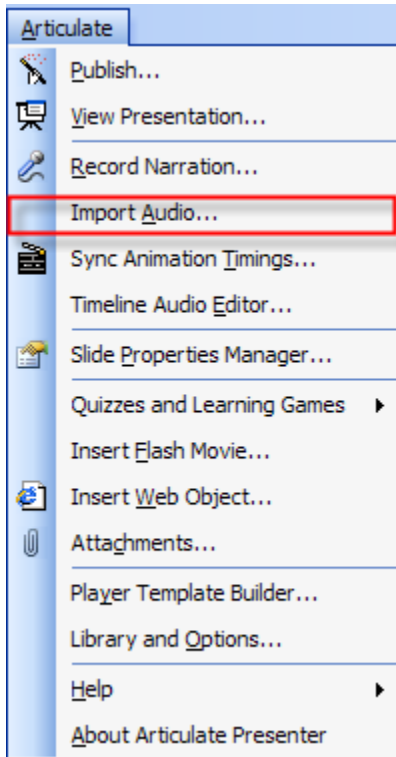 Articulate
Publish...
View Presentation...
Record Narration...
Import Audio...
Sync Animation Timings...
Timeline Audio Editor...
Slide Properties Manager...
Quizzes and Learning Games
Insert Flash Movie...
Insert Web Object...
Attachments...
Player Template Builder...
Library and Options...
Help
About Articulate Presenter